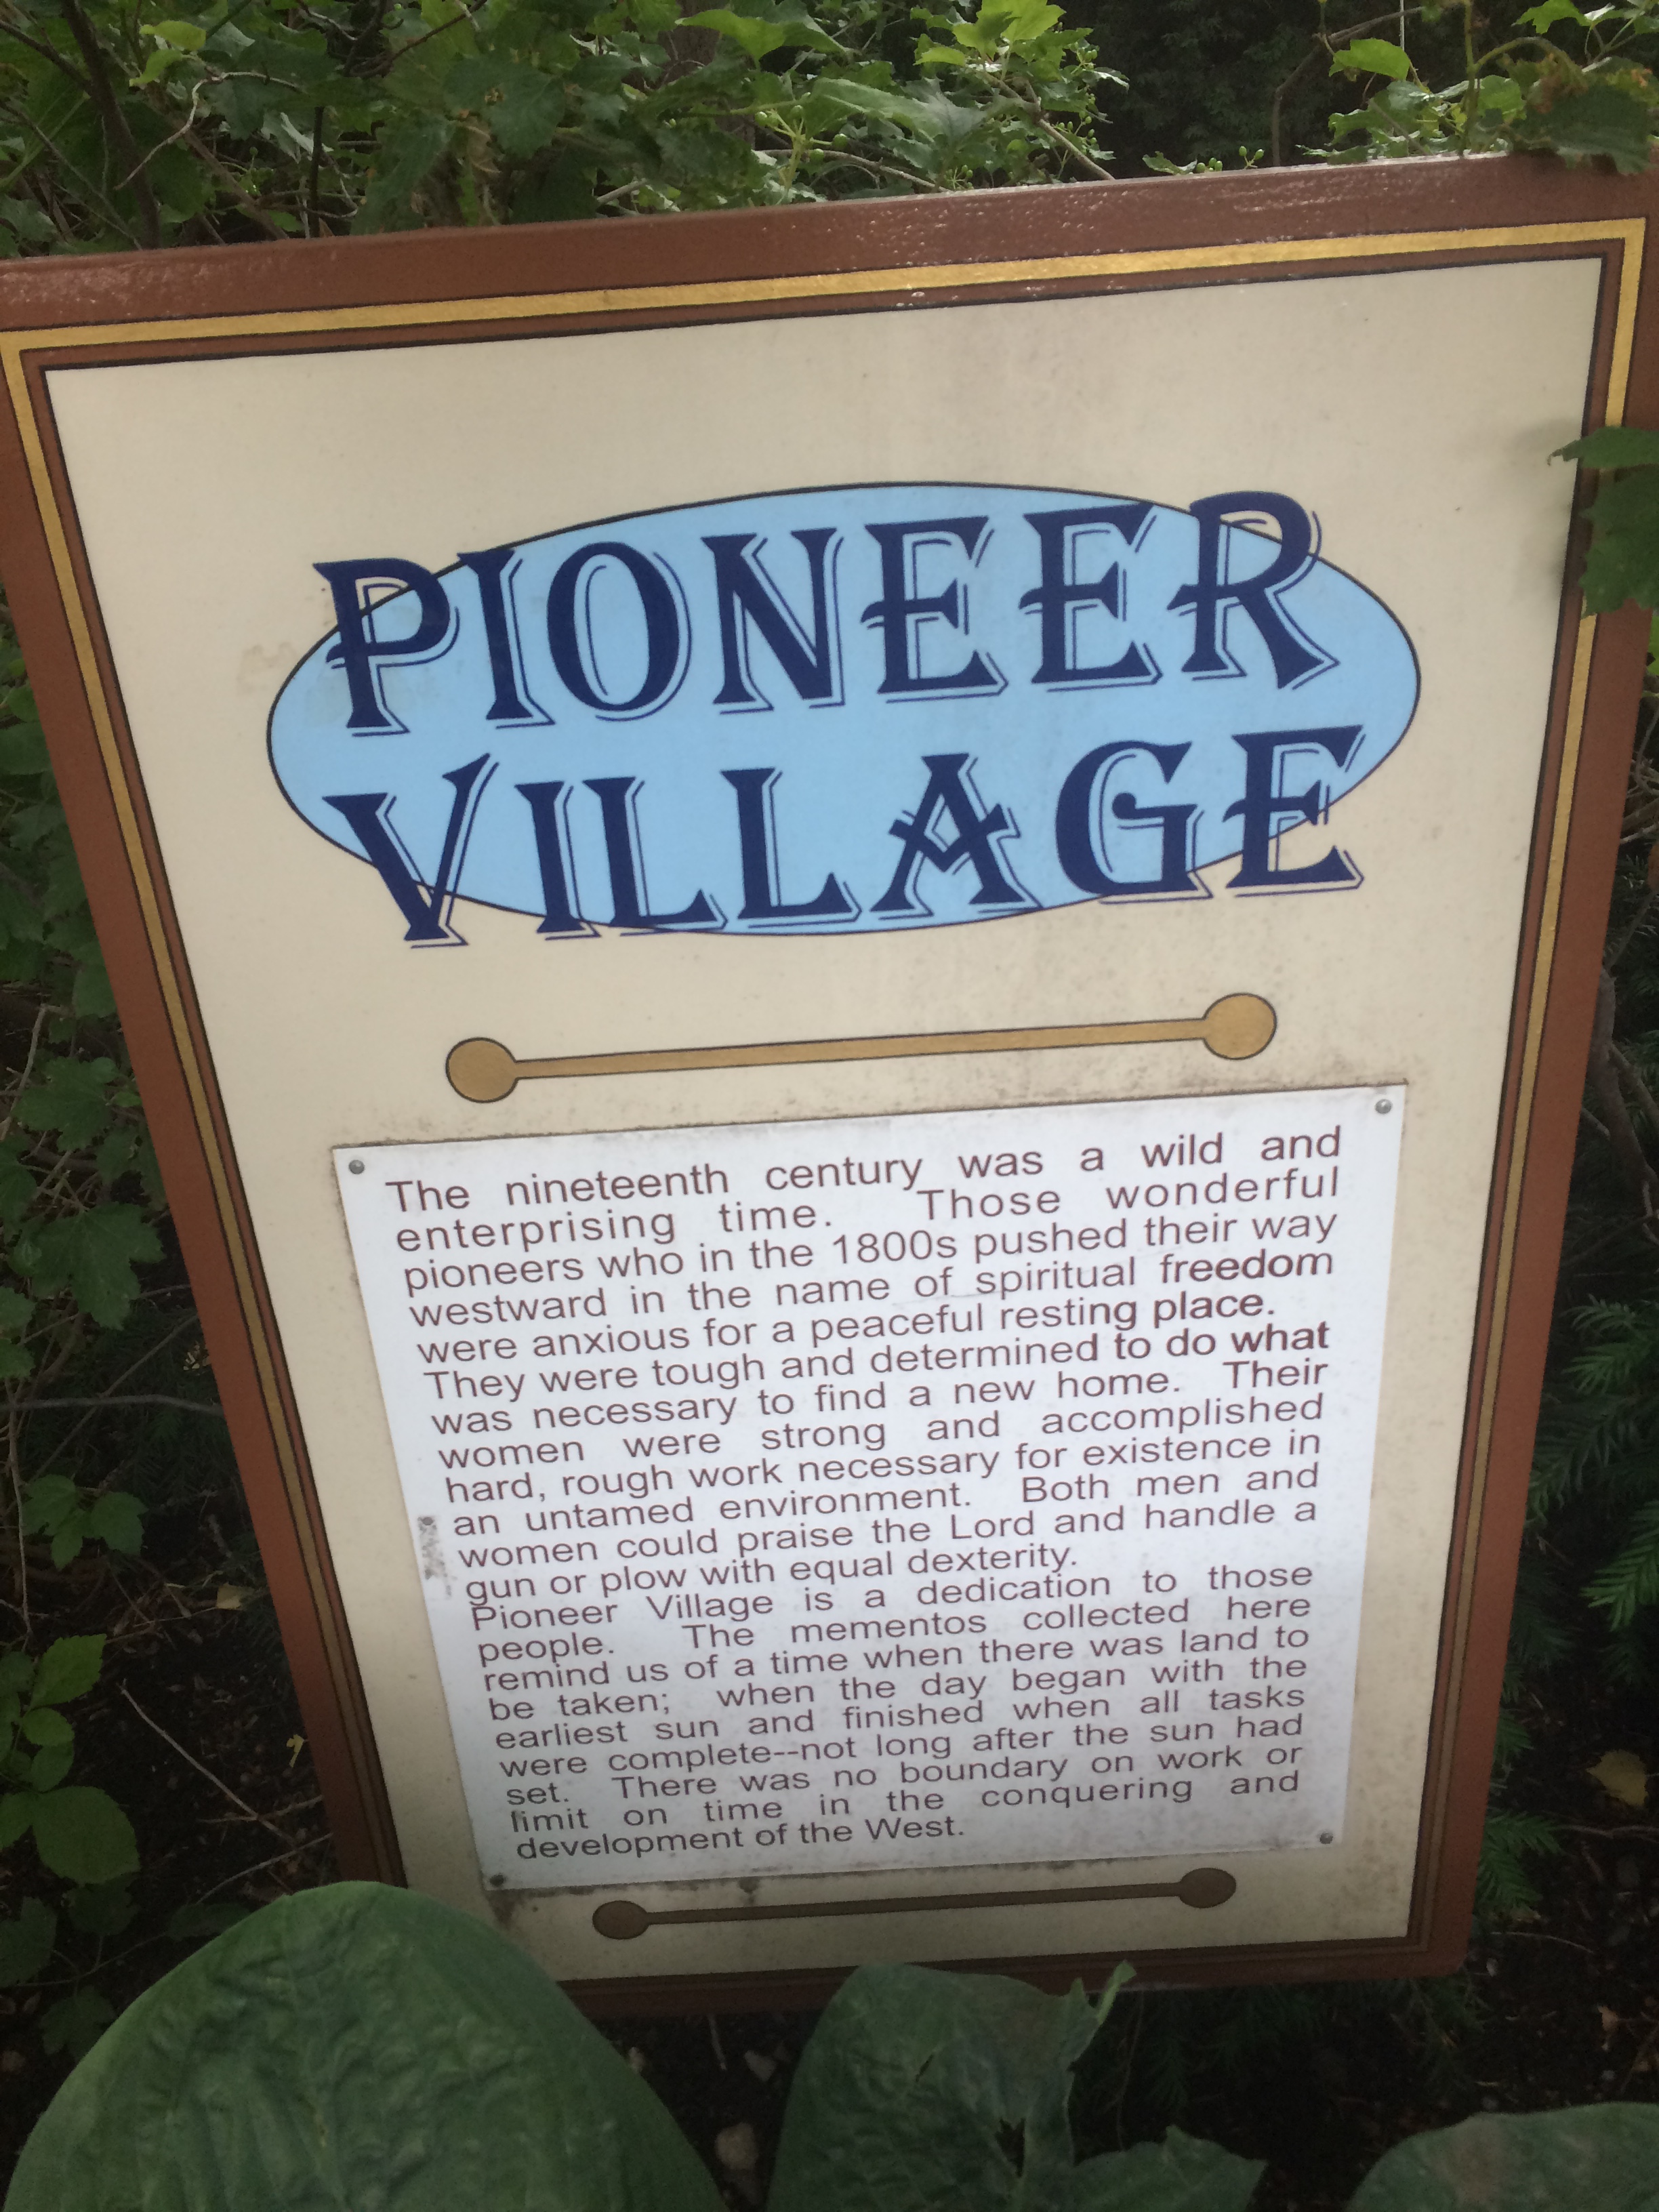 PIONEER
VILLAGE
The nineteenth century was a wild and
enterprising time. Those wonderful
pioneers who in the 1800s pushed their way
westward in the name of spiritual freedom
were anxious for a peaceful resting place.
They were tough and determined to do what
was necessary to find a new home. Their
women were strong and accomplished
hard, rough work necessary for existence in
an untamed environment. Both men and
women could praise the Lord and handle a
gun or plow with equal dexterity.
Pioneer Village is a dedication to those
people. The mementos collected here
remind us of a time when there was land to
be taken; when the day began with the
earliest sun and finished when all tasks
were complete--not long after the sun had
set. There was no boundary on work or
limit on time in the conquering and
development of the West.